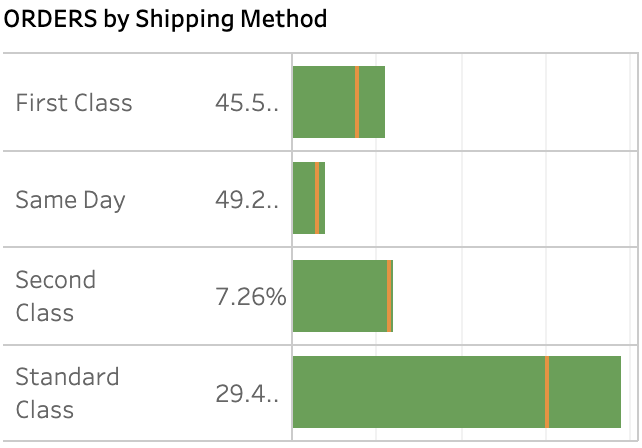 ORDERS by Shipping Method
First Class 45.5..
Same Day 49.2..
Second
Class 7.26%
Standard
Class 29.4..